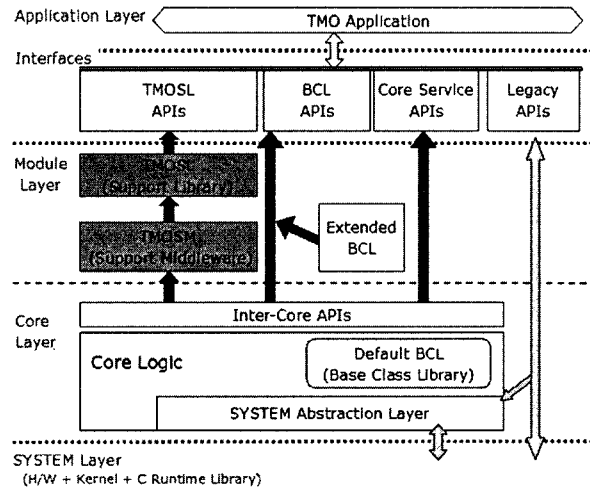 Application Layer
TMO Application
Interfaces
TMOSL
APIs
BCL
APIs
Core Service
APIs
Legacy
APIs
Module
Layer
TMOSL
(Support Library)
TMOSM
(Support Middleware)
Extended
BCL
Core
Layer
Inter-Core APIs
Core Logic
Default BCL
(Base Class Library)
SYSTEM Abstraction Layer
SYSTEM Layer
(H/W + Kernel + C Runtime Library)